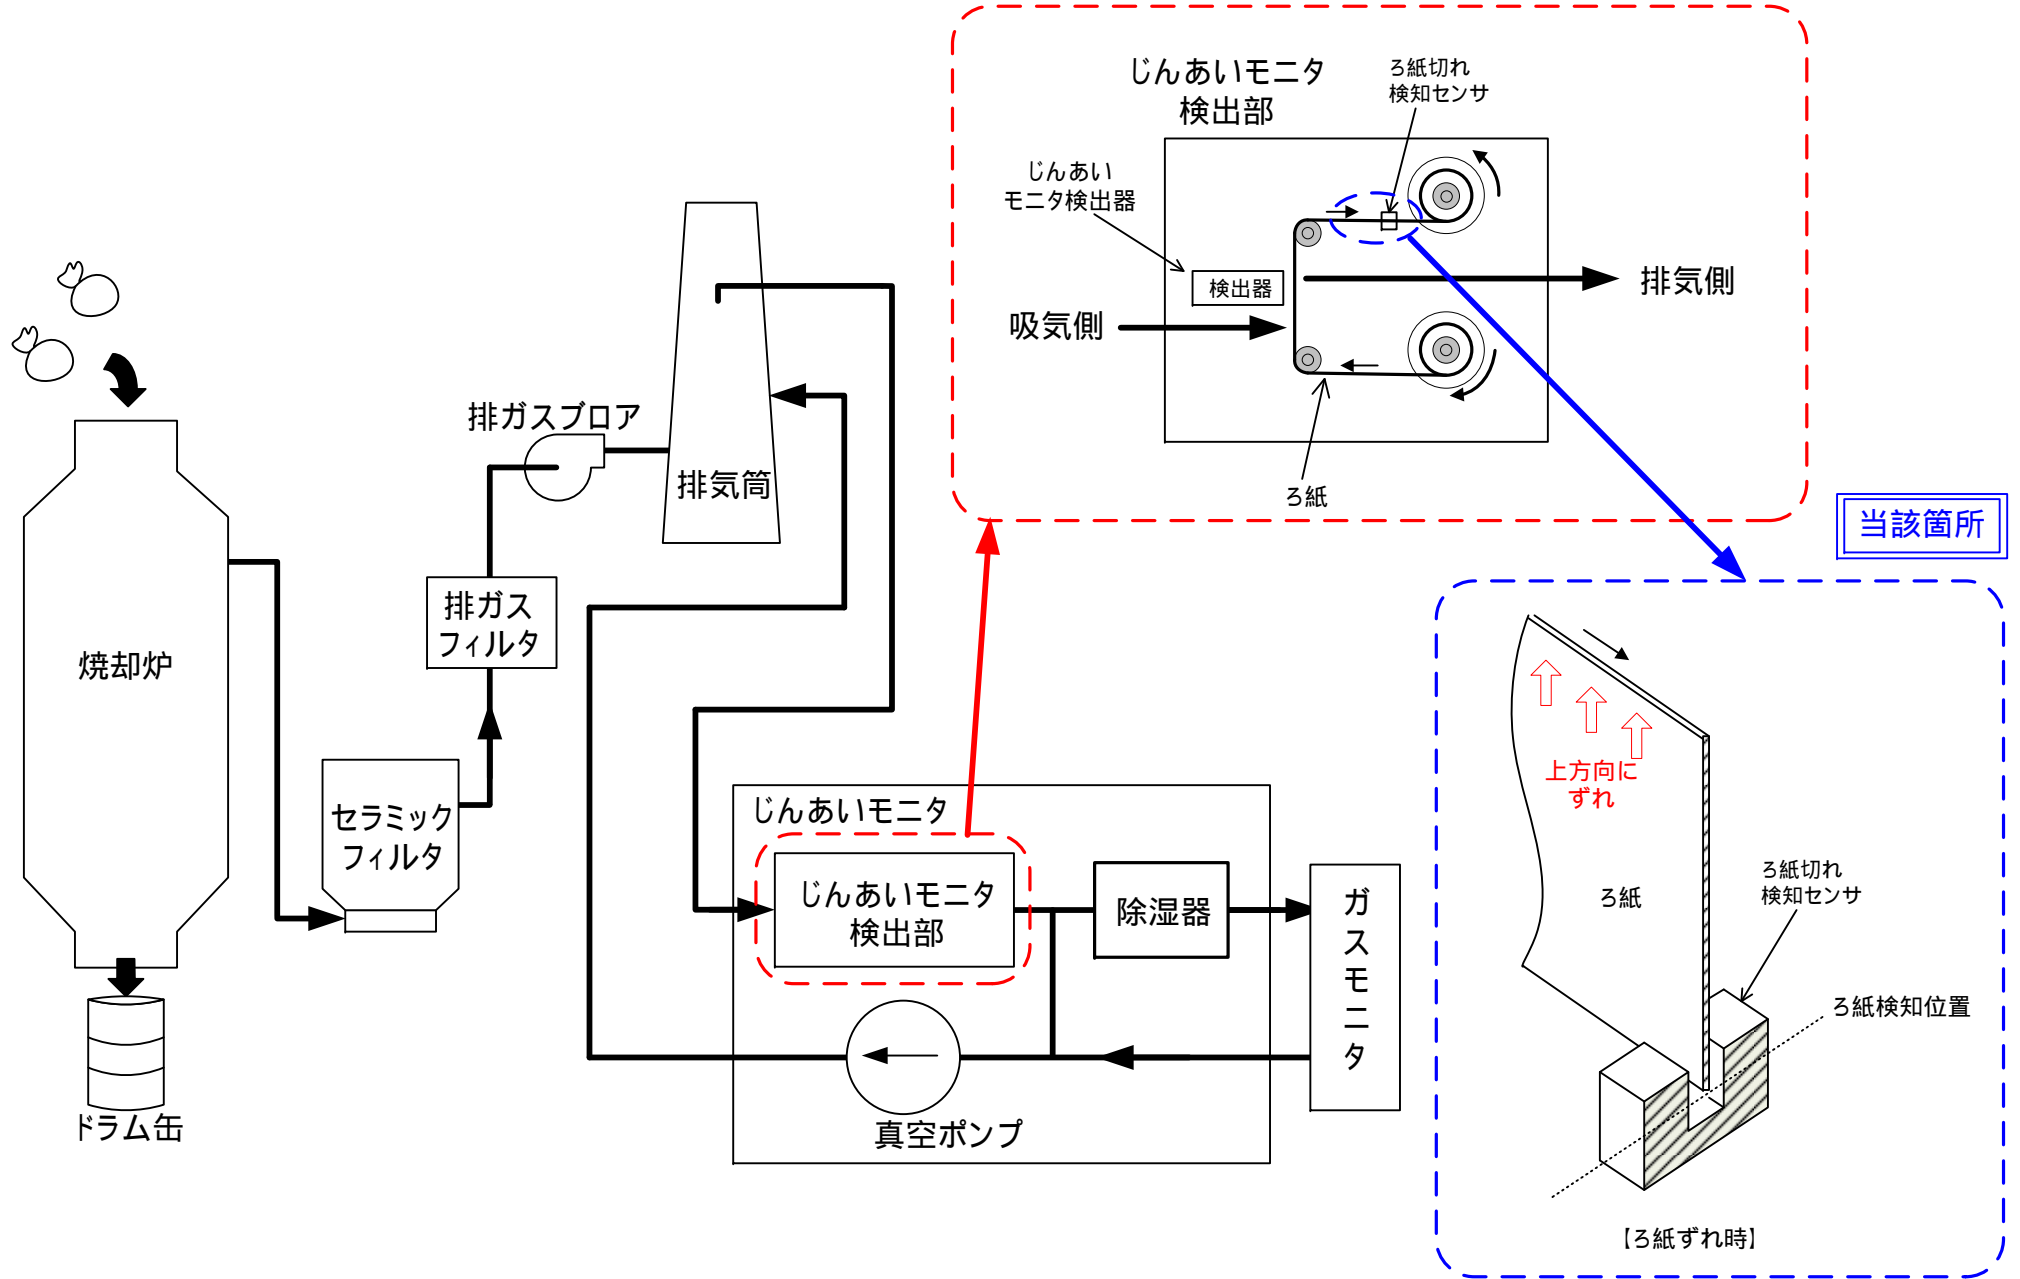 じんあいモニタ
検出部
ろ紙切れ
検知センサ
じんあい
モニタ検出器
検出器
吸気側
排気側
ろ紙
当該箇所
排ガスブロア
排気筒
排ガス
フィルタ
焼却炉
セラミック
フィルタ
ドラム缶
じんあいモニタ
じんあいモニタ
検出部
除湿器
ガスモニタ
真空ポンプ
上方向に
ずれ
ろ紙
ろ紙切れ
検知センサ
ろ紙検知位置
【ろ紙ずれ時】